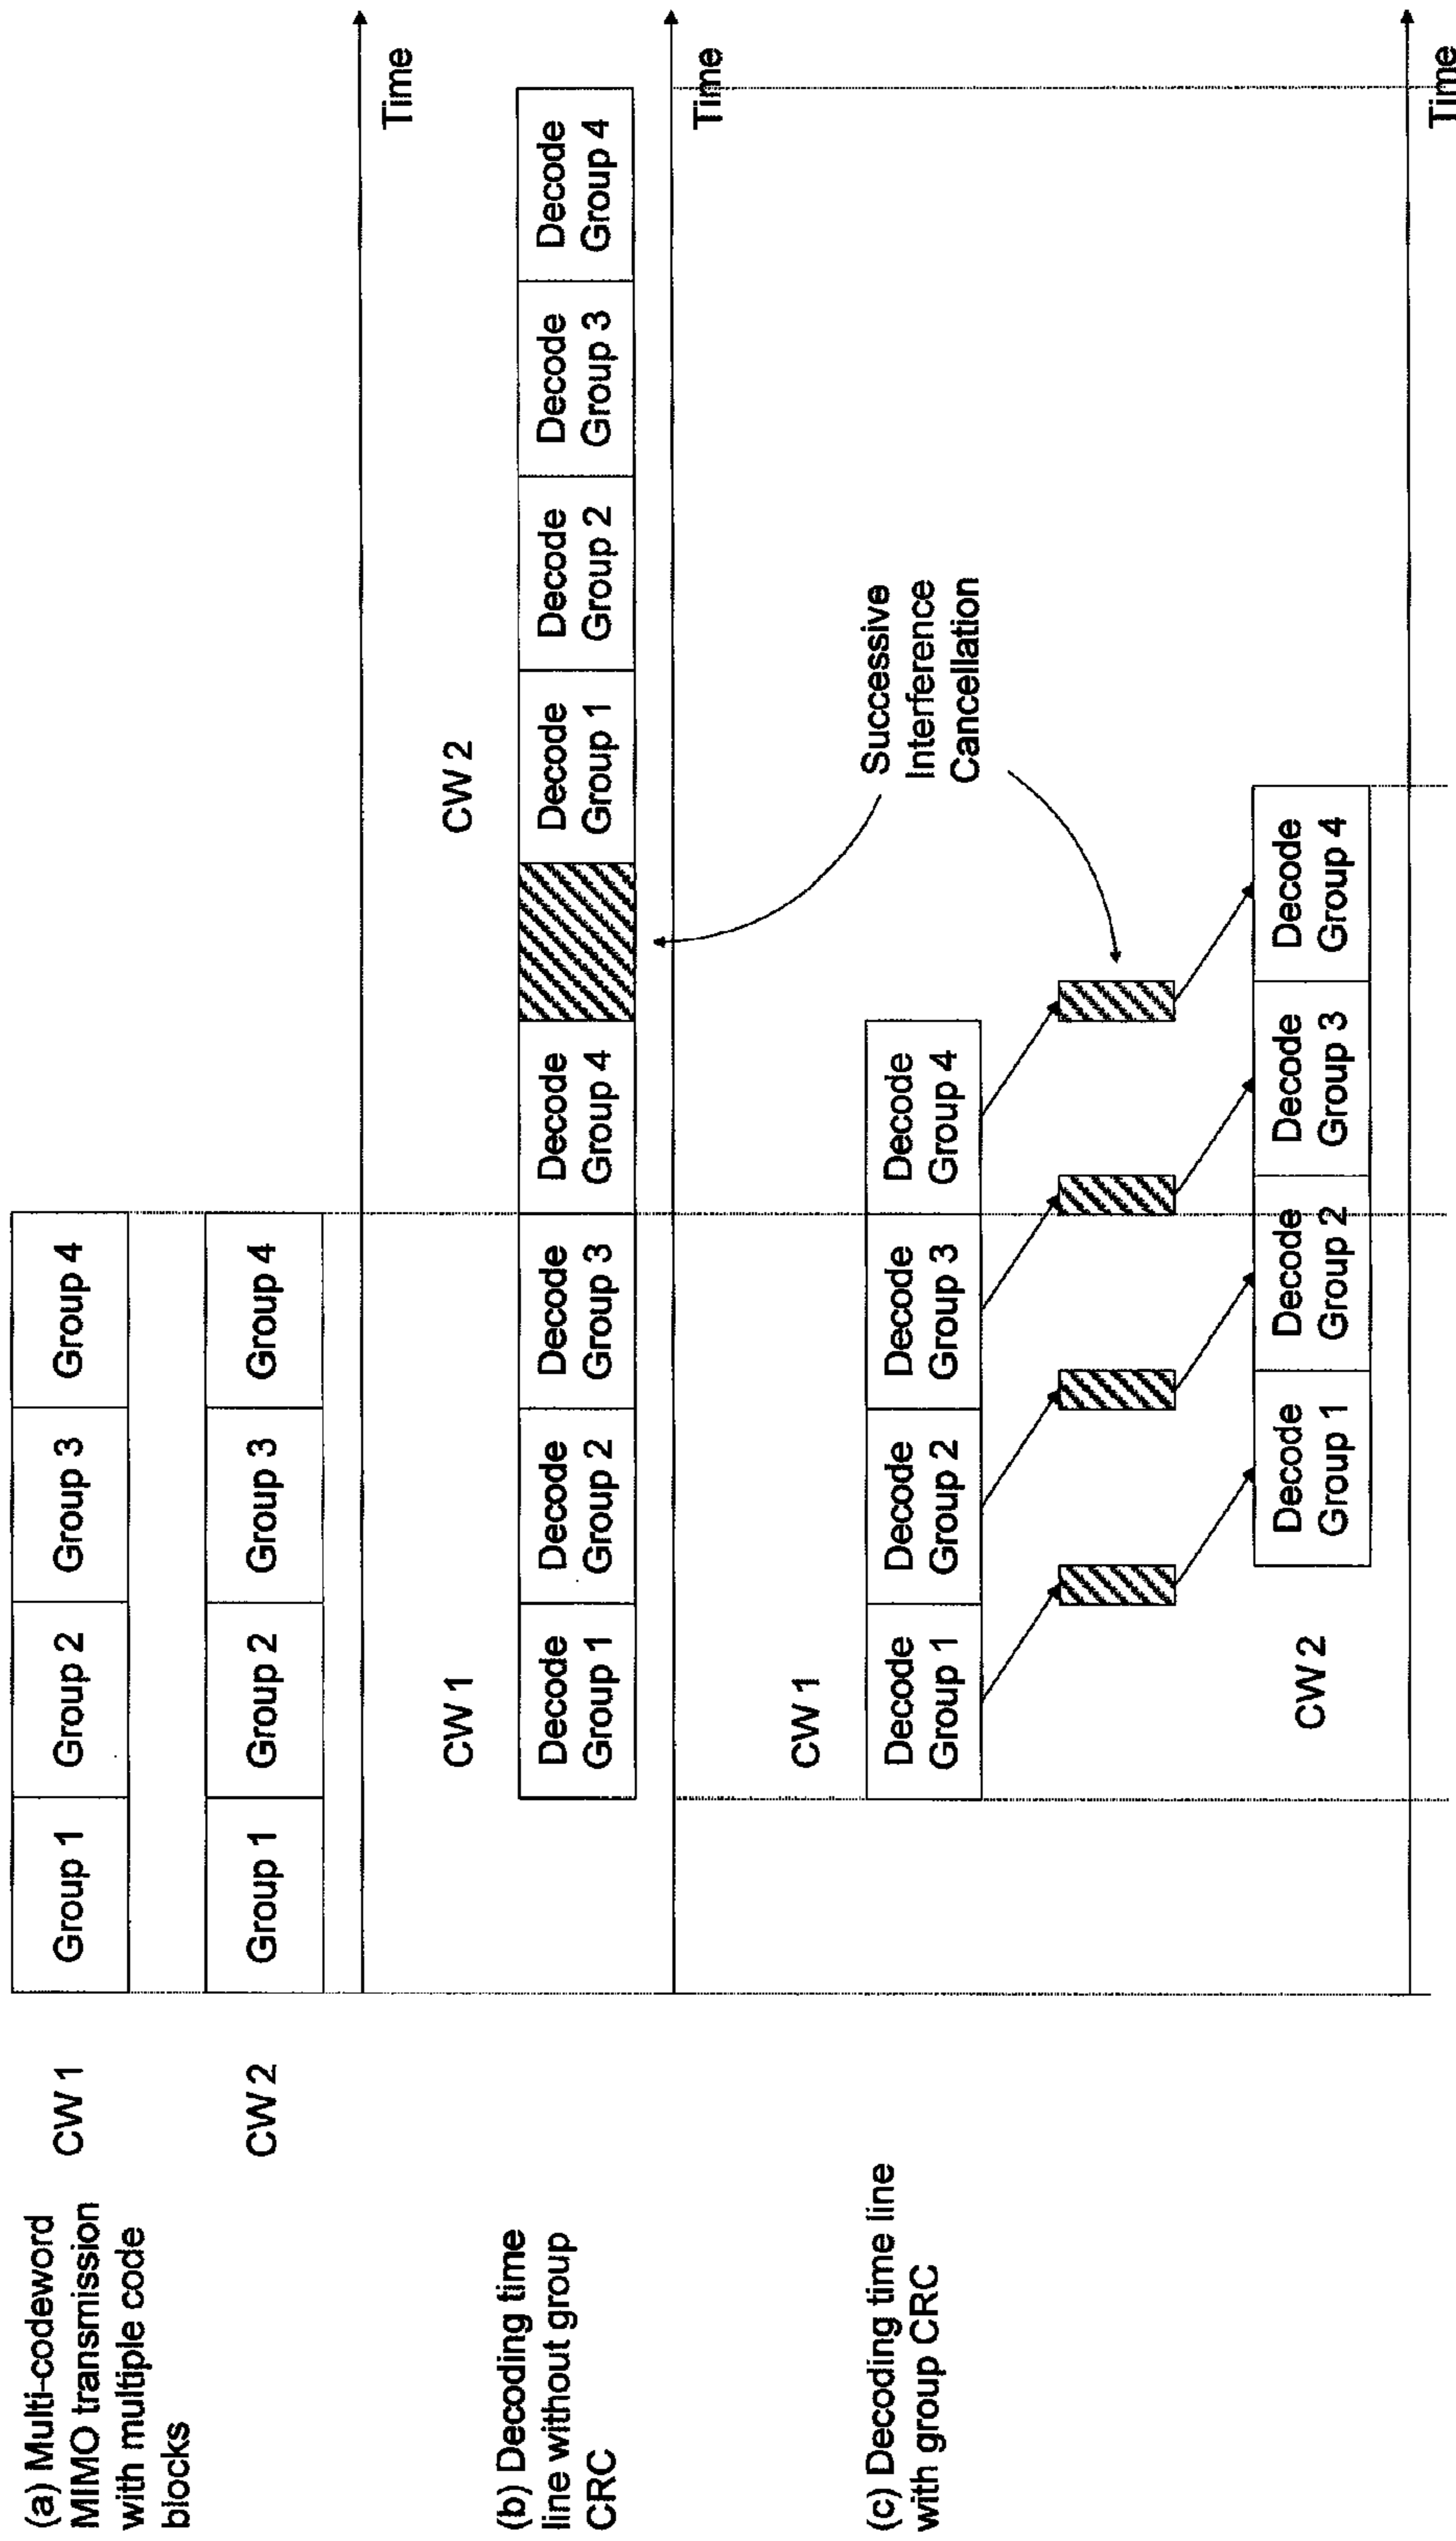 (a) Multi-codeword
MIMO transmission
with multiple code
blocks
CW 1
Group 1
Group 2
Group 3
Group 4
CW 2
Group 1
Group 2
Group 3
Group 4
Time
(b) Decoding time
line without group
CRC
CW 1
CW 2
Decode
Group 1
Decode
Group 2
Decode
Group 3
Decode
Group 4
Decode
Group 1
Decode
Group 2
Decode
Group 3
Decode
Group 4
Time
Successive
Interference
Cancellation
(c) Decoding time line
with group CRC
CW 1
Decode
Group 1
Decode
Group 2
Decode
Group 3
Decode
Group 4
CW 2
Decode
Group 1
Decode
Group 2
Decode
Group 3
Decode
Group 4
Time